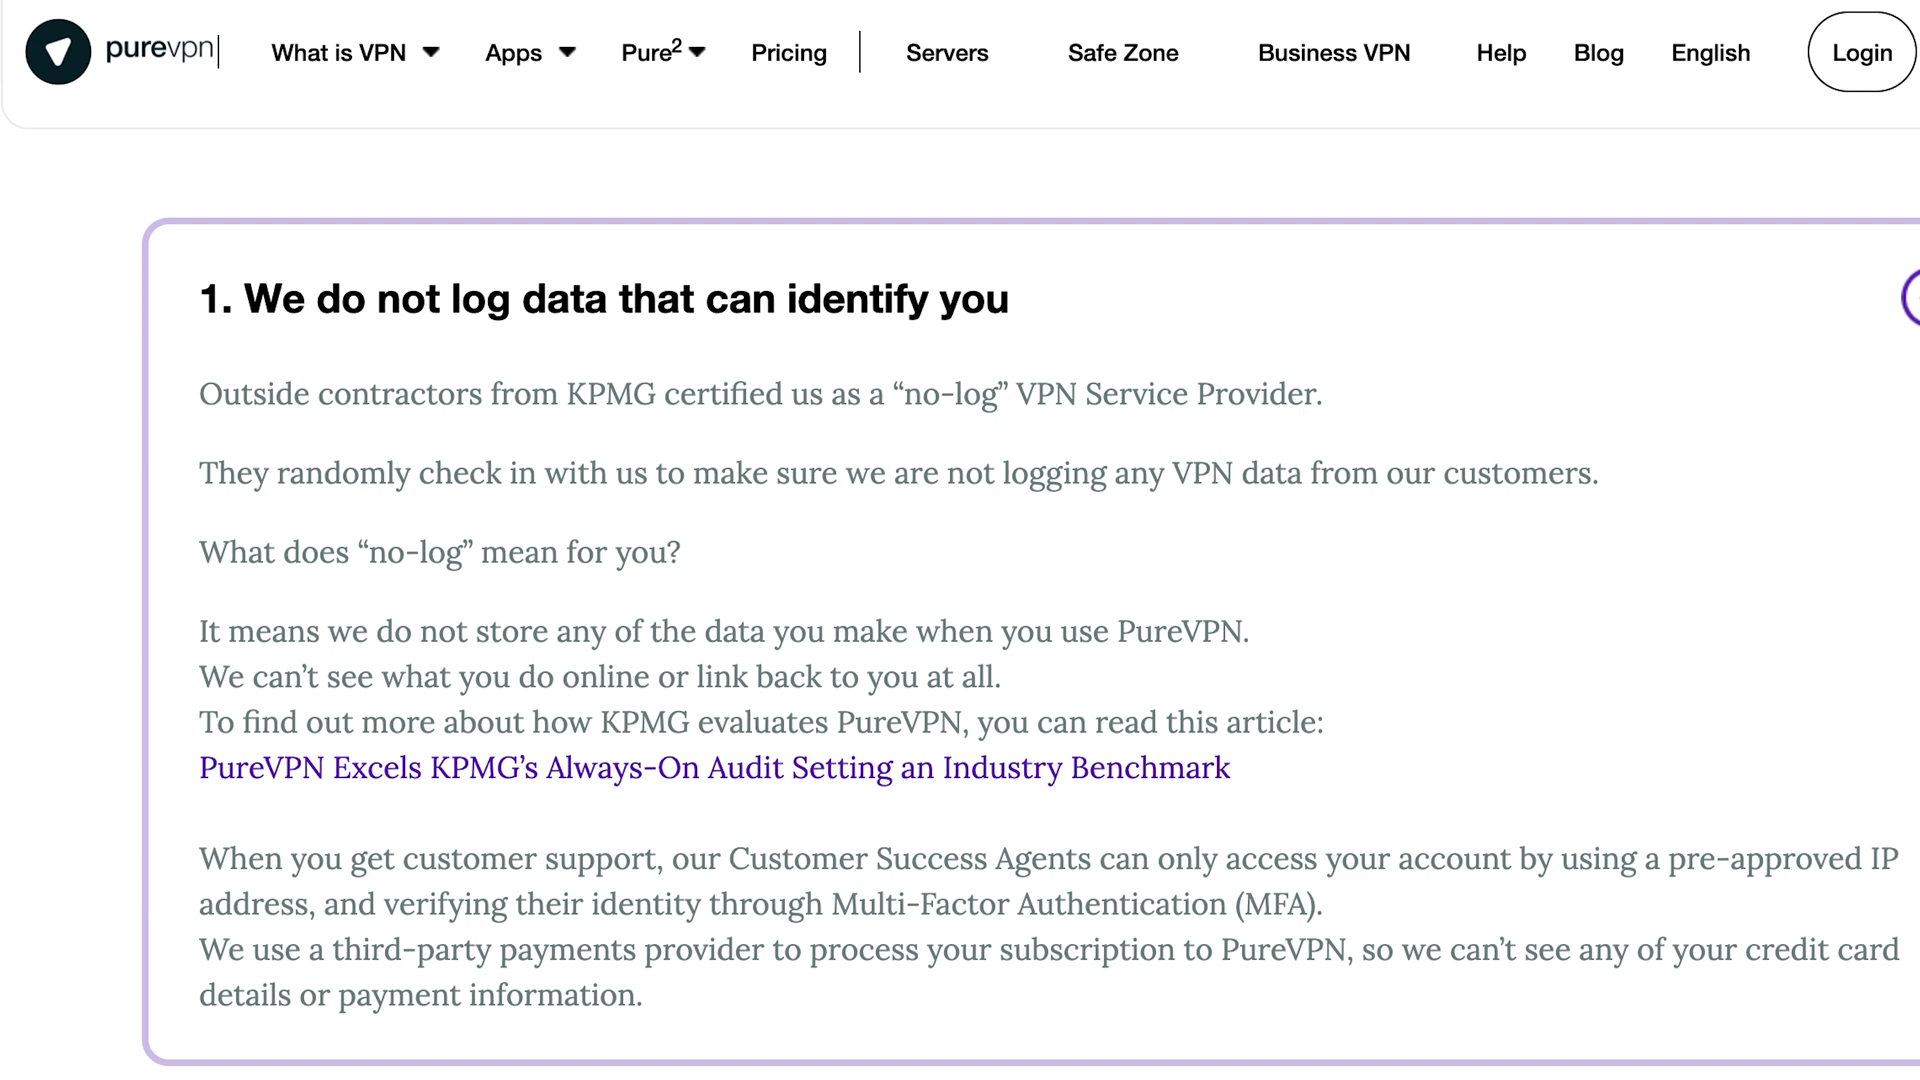 purevpn
What is VPN
Apps
Pure²
Pricing
Servers
Safe Zone
Business VPN
Help
Blog
English
Login
1. We do not log data that can identify you
Outside contractors from KPMG certified us as a “no-log” VPN Service Provider.
They randomly check in with us to make sure we are not logging any VPN data from our customers.
What does “no-log” mean for you?
It means we do not store any of the data you make when you use PureVPN.
We can’t see what you do online or link back to you at all.
To find out more about how KPMG evaluates PureVPN, you can read this article:
PureVPN Excels KPMG’s Always-On Audit Setting an Industry Benchmark
When you get customer support, our Customer Success Agents can only access your account by using a pre-approved IP
address, and verifying their identity through Multi-Factor Authentication (MFA).
We use a third-party payments provider to process your subscription to PureVPN, so we can’t see any of your credit card
details or payment information.